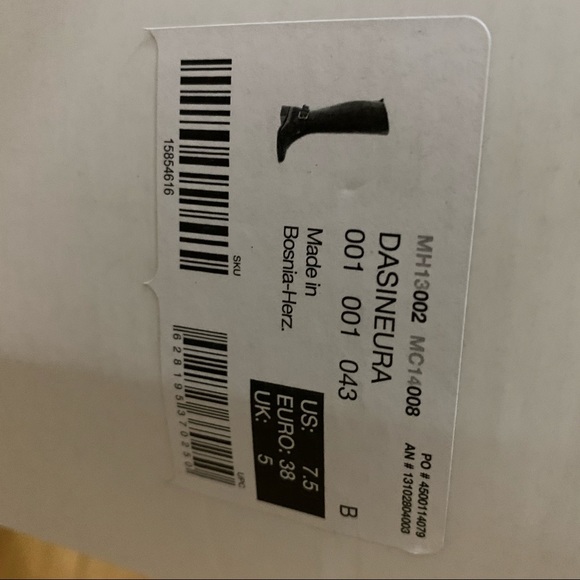 MH13002 MC14008
PO # 4500114079
AN # 13102804003
DASINEURA
001 001 043
B
Made in
Bosnia-Herz.
US: 7.5
EURO: 38
UK: 5
SKU
15854616
UPC